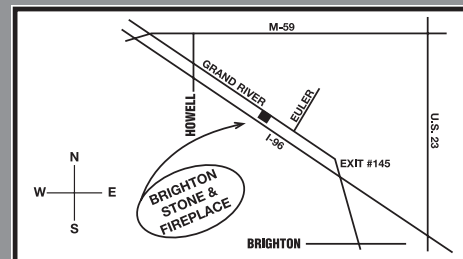 M-59
GRAND RIVER
HOWELL
EULER
I-96
U.S. 23
EXIT #145
N
W
E
S
BRIGHTON
STONE &
FIREPLACE
BRIGHTON